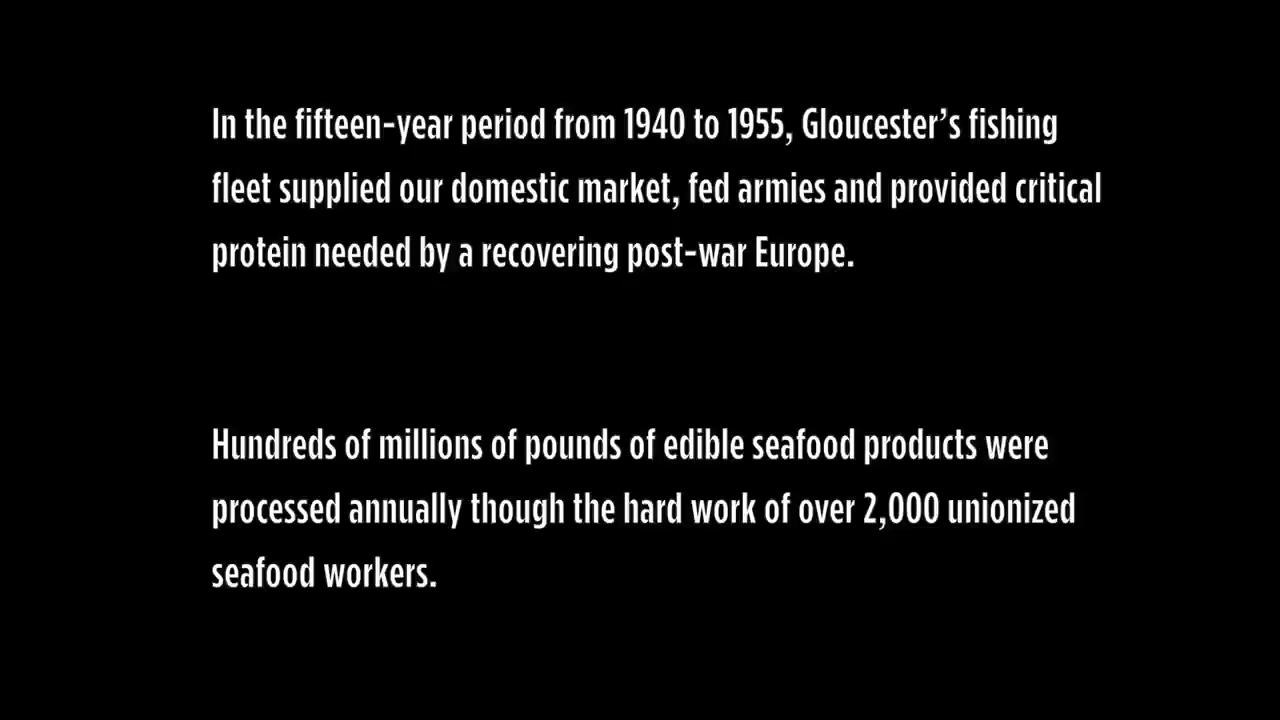 In the fifteen-year period from 1940 to 1955, Gloucester’s fishing
fleet supplied our domestic market, fed armies and provided critical
protein needed by a recovering post-war Europe.
Hundreds of millions of pounds of edible seafood products were
processed annually though the hard work of over 2,000 unionized
seafood workers.